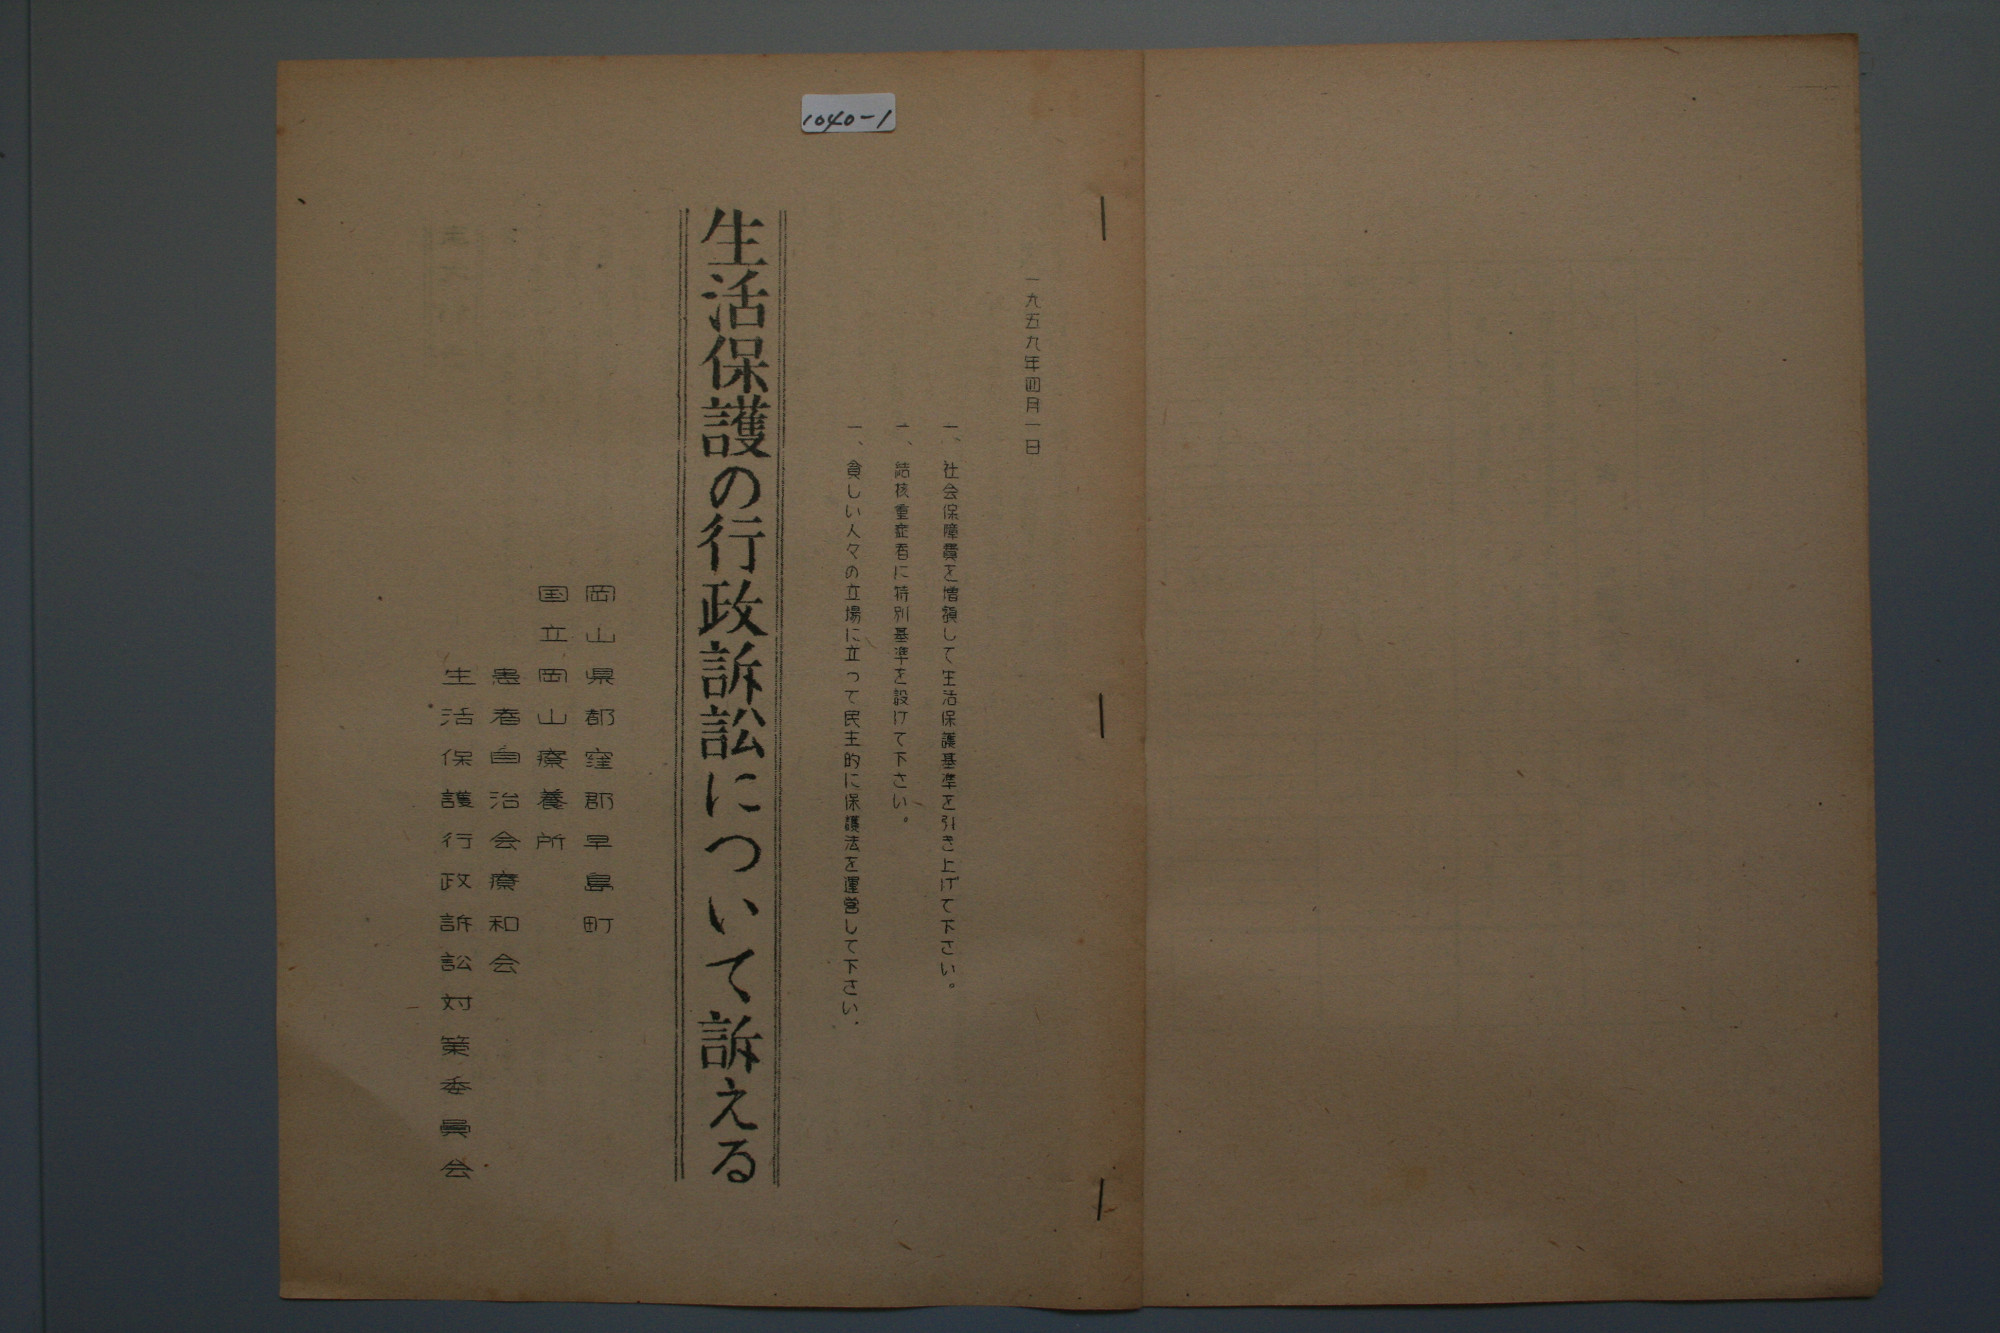 1040-1
一九五九年四月一日
一、社会保障費を増額して生活保護基準を引き上げて下さい。
一、結核重症者に特別基準を設けて下さい。
一、貧しい人々の立場に立って民主的に保護法を運営して下さい.
生活保護の行政訴訟について訴える
岡山県都窪郡早島町
国立岡山療養所
患者自治会療和会
生活保護行政訴訟対策委員会